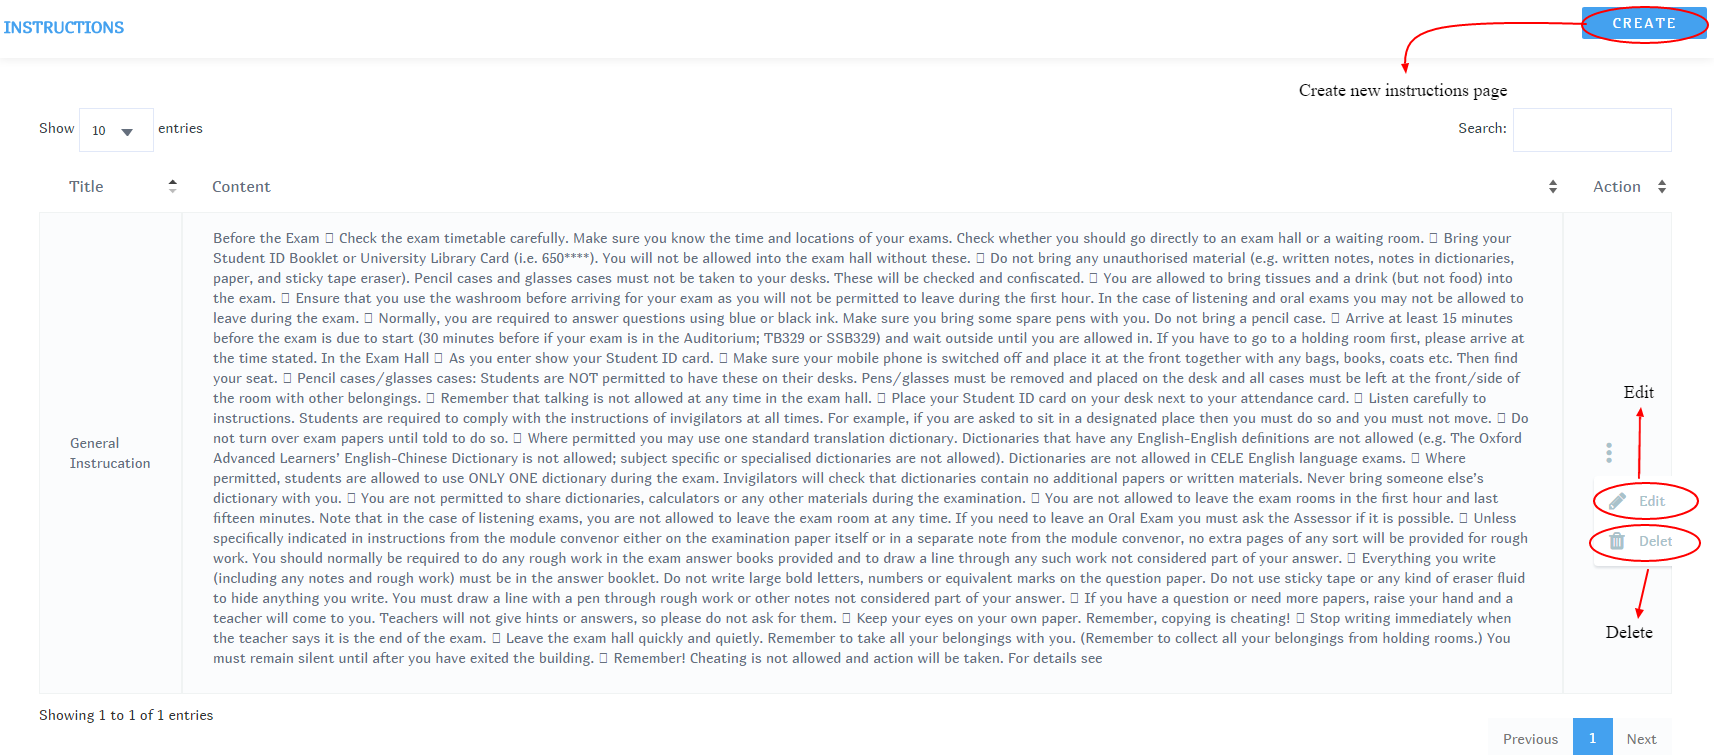 INSTRUCTIONS
CREATE
Create new instructions page
Show 10 entries
Search:
Title
Content
Action
General
Instrucation
Before the Exam  Check the exam timetable carefully. Make sure you know the time and locations of your exams. Check whether you should go directly to an exam hall or a waiting room.  Bring your
Student ID Booklet or University Library Card (i.e. 650****). You will not be allowed into the exam hall without these.  Do not bring any unauthorised material (e.g. written notes, notes in dictionaries,
paper, and sticky tape eraser). Pencil cases and glasses cases must not be taken to your desks. These will be checked and confiscated.  You are allowed to bring tissues and a drink (but not food) into
the exam.  Ensure that you use the washroom before arriving for your exam as you will not be permitted to leave during the first hour. In the case of listening and oral exams you may not be allowed to
leave during the exam.  Normally, you are required to answer questions using blue or black ink. Make sure you bring some spare pens with you. Do not bring a pencil case.  Arrive at least 15 minutes
before the exam is due to start (30 minutes before if your exam is in the Auditorium; TB329 or SSB329) and wait outside until you are allowed in. If you have to go to a holding room first, please arrive at
the time stated. In the Exam Hall  As you enter show your Student ID card.  Make sure your mobile phone is switched off and place it at the front together with any bags, books, coats etc. Then find
your seat.  Pencil cases/glasses cases: Students are NOT permitted to have these on their desks. Pens/glasses must be removed and placed on the desk and all cases must be left at the front/side of
the room with other belongings.  Remember that talking is not allowed at any time in the exam hall.  Place your Student ID card on your desk next to your attendance card.  Listen carefully to
instructions. Students are required to comply with the instructions of invigilators at all times. For example, if you are asked to sit in a designated place then you must do so and you must not move.  Do
not turn over exam papers until told to do so.  Where permitted you may use one standard translation dictionary. Dictionaries that have any English-English definitions are not allowed (e.g. The Oxford
Advanced Learners’ English-Chinese Dictionary is not allowed; subject specific or specialised dictionaries are not allowed). Dictionaries are not allowed in CELE English language exams.  Where
permitted, students are allowed to use ONLY ONE dictionary during the exam. Invigilators will check that dictionaries contain no additional papers or written materials. Never bring someone else's
dictionary with you.  You are not permitted to share dictionaries, calculators or any other materials during the examination.  You are not allowed to leave the exam rooms in the first hour and last
fifteen minutes. Note that in the case of listening exams, you are not allowed to leave the exam room at any time. If you need to leave an Oral Exam you must ask the Assessor if it is possible.  Unless
specifically indicated in instructions from the module convenor either on the examination paper itself or in a separate note from the module convenor, no extra pages of any sort will be provided for rough
work. You should normally be required to do any rough work in the exam answer books provided and to draw a line through any such work not considered part of your answer.  Everything you write
(including any notes and rough work) must be in the answer booklet. Do not write large bold letters, numbers or equivalent marks on the question paper. Do not use sticky tape or any kind of eraser fluid
to hide anything you write. You must draw a line with a pen through rough work or other notes not considered part of your answer.  If you have a question or need more papers, raise your hand and a
teacher will come to you. Teachers will not give hints or answers, so please do not ask for them.  Keep your eyes on your own paper. Remember, copying is cheating!  Stop writing immediately when
the teacher says it is the end of the exam.  Leave the exam hall quickly and quietly. Remember to take all your belongings with you. (Remember to collect all your belongings from holding rooms.) You
must remain silent until after you have exited the building.  Remember! Cheating is not allowed and action will be taken. For details see
Edit
Edit
Delet
Delete
Showing 1 to 1 of 1 entries
Previous 1 Next